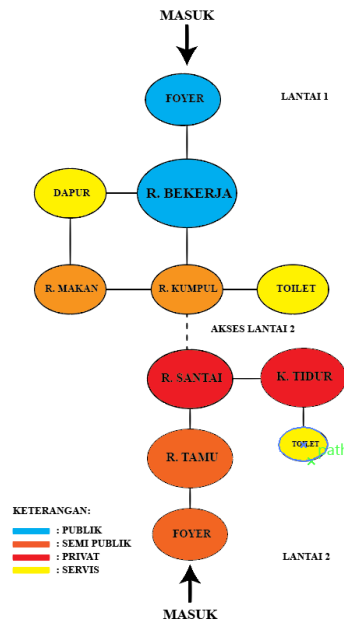 MASUK
FOYER
LANTAI 1
DAPUR
R. BEKERJA
R. MAKAN
R. KUMPUL
TOILET
AKSES LANTAI 2
R. SANTAI
K. TIDUR
TOILET
path
R. TAMU
KETERANGAN:
: PUBLIK
: SEMI PUBLIK
: PRIVAT
: SERVIS
FOYER
LANTAI 2
MASUK